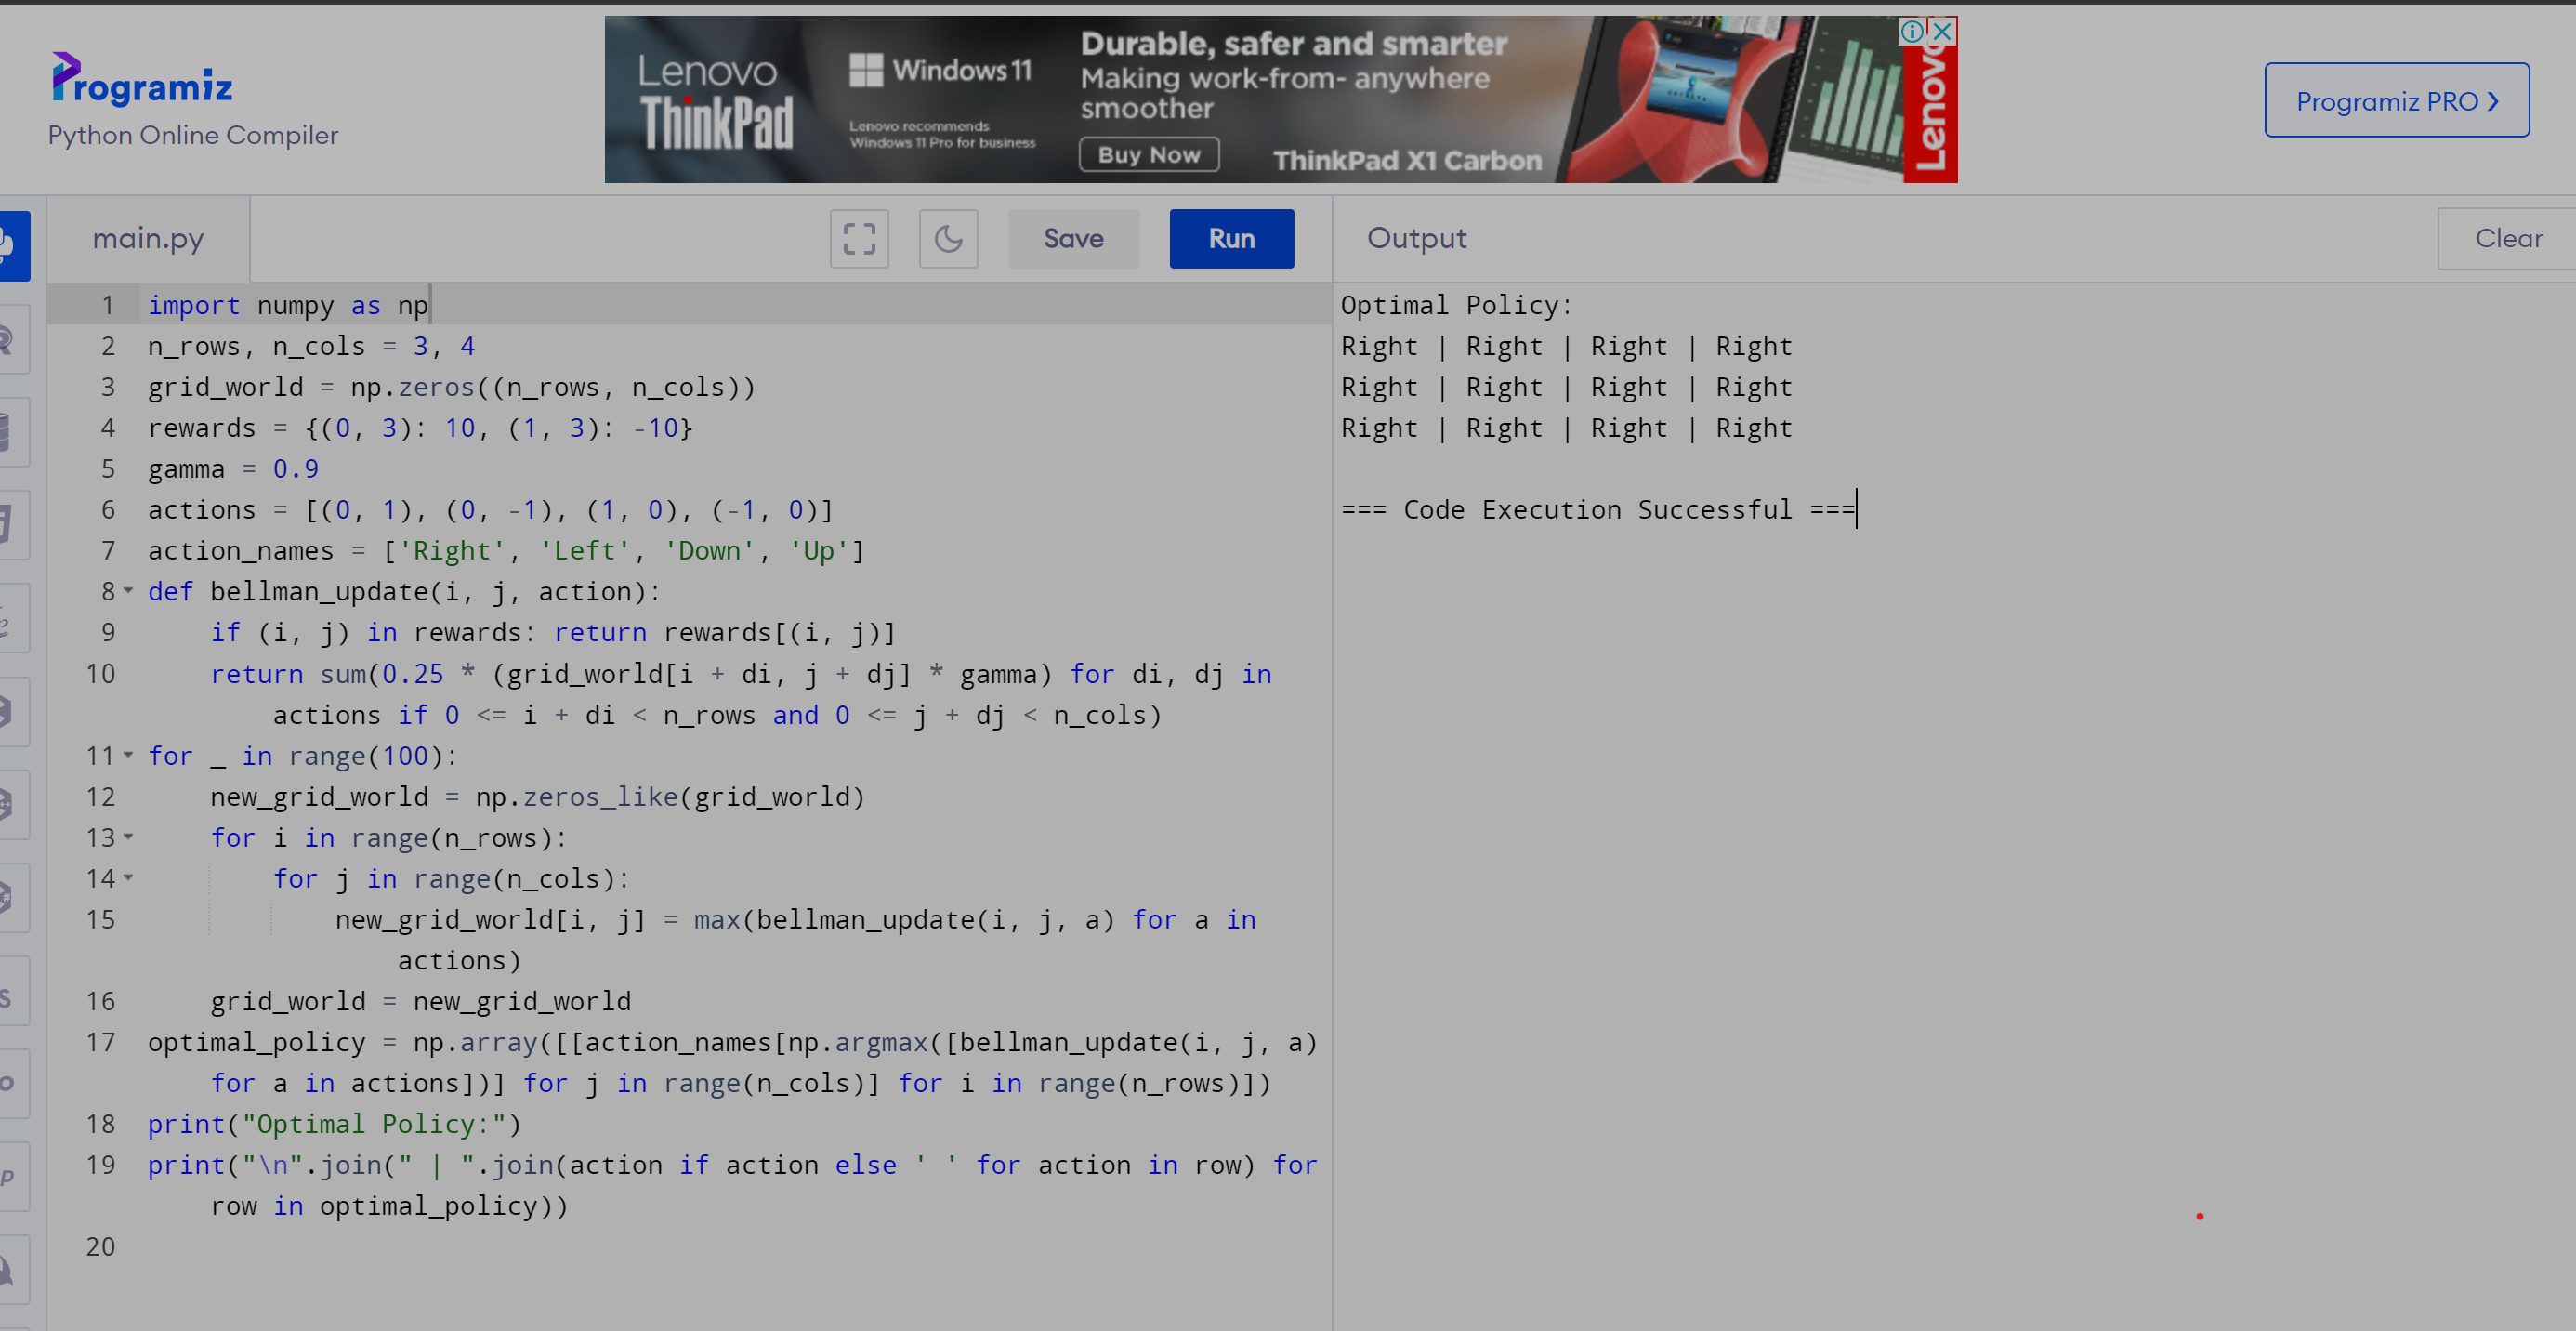 Programiz
Python Online Compiler
Lenovo
ThinkPad
Windows 11
Lenovo recommends
Windows 11 Pro for business
Durable, safer and smarter
Making work-from- anywhere
smoother
Buy Now
ThinkPad X1 Carbon
Lenovo
Programiz PRO ❯
main.py
Save
Run
Output
Clear
1 import numpy as np
2 n_rows, n_cols = 3, 4
3 grid_world = np.zeros((n_rows, n_cols))
4 rewards = {(0, 3): 10, (1, 3): -10}
5 gamma = 0.9
6 actions = [(0, 1), (0, -1), (1, 0), (-1, 0)]
7 action_names = ['Right', 'Left', 'Down', 'Up']
8 def bellman_update(i, j, action):
9     if (i, j) in rewards: return rewards[(i, j)]
10     return sum(0.25 * (grid_world[i + di, j + dj] * gamma) for di, dj in
        actions if 0 <= i + di < n_rows and 0 <= j + dj < n_cols)
11 for _ in range(100):
12     new_grid_world = np.zeros_like(grid_world)
13     for i in range(n_rows):
14         for j in range(n_cols):
15             new_grid_world[i, j] = max(bellman_update(i, j, a) for a in
                actions)
16     grid_world = new_grid_world
17 optimal_policy = np.array([[action_names[np.argmax([bellman_update(i, j, a)
    for a in actions])] for j in range(n_cols)] for i in range(n_rows)])
18 print("Optimal Policy:")
19 print("\n".join(" | ".join(action if action else ' ' for action in row) for
    row in optimal_policy))
20
Optimal Policy:
Right | Right | Right | Right
Right | Right | Right | Right
Right | Right | Right | Right
=== Code Execution Successful ===